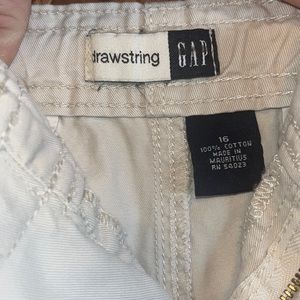 drawstring GAP
16
100% COTTON
MADE IN
MAURITIUS
RN 54023